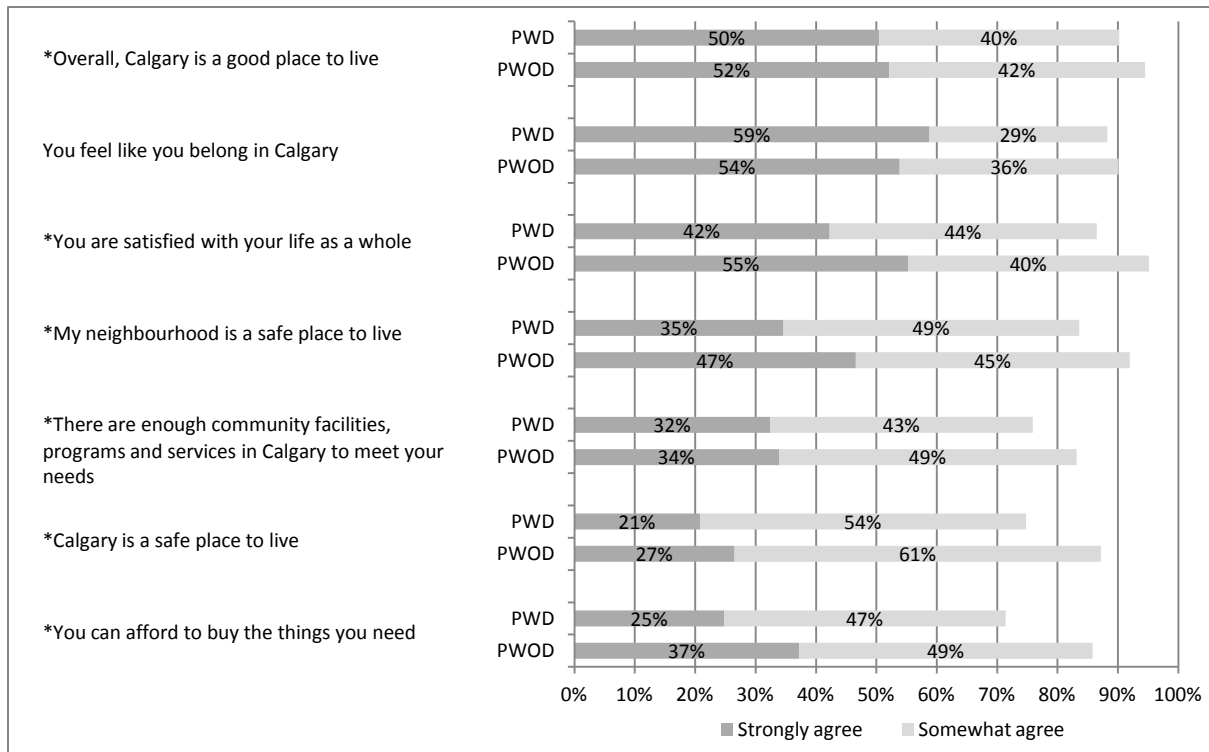 *Overall, Calgary is a good place to live
PWD
50%
40%
PWOD
52%
42%
You feel like you belong in Calgary
PWD
59%
29%
PWOD
54%
36%
*You are satisfied with your life as a whole
PWD
42%
44%
PWOD
55%
40%
*My neighbourhood is a safe place to live
PWD
35%
49%
PWOD
47%
45%
*There are enough community facilities,
programs and services in Calgary to meet your
needs
PWD
32%
43%
PWOD
34%
49%
*Calgary is a safe place to live
PWD
21%
54%
PWOD
27%
61%
*You can afford to buy the things you need
PWD
25%
47%
PWOD
37%
49%
0% 10% 20% 30% 40% 50% 60% 70% 80% 90% 100%
Strongly agree Somewhat agree